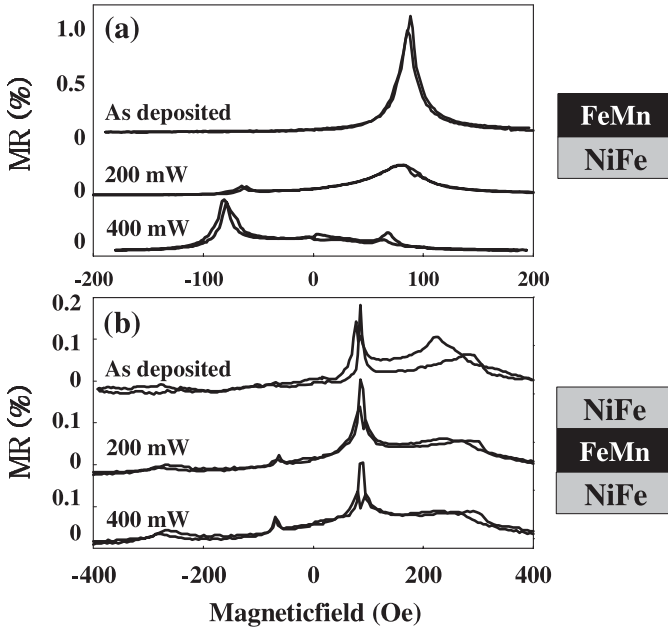 (a)
1.0
0.5
0
As deposited
200 mW
0
400 mW
0
MR (%)
-200 -100 0 100 200
FeMn
NiFe
(b)
0.2
0.1
0
As deposited
0.1
0
200 mW
0.1
0
400 mW
MR (%)
-400 -200 0 200 400
Magneticfield (Oe)
NiFe
FeMn
NiFe